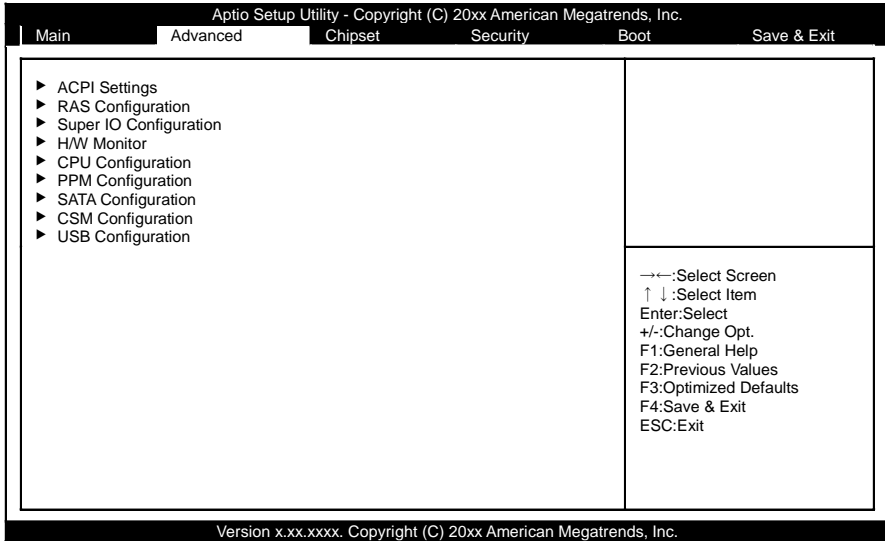 Aptio Setup Utility - Copyright (C) 20xx American Megatrends, Inc.
Main Advanced Chipset Security Boot Save & Exit
► ACPI Settings
► RAS Configuration
► Super IO Configuration
► H/W Monitor
► CPU Configuration
► PPM Configuration
► SATA Configuration
► CSM Configuration
► USB Configuration
→←:Select Screen
↑↓:Select Item
Enter:Select
+/-:Change Opt.
F1:General Help
F2:Previous Values
F3:Optimized Defaults
F4:Save & Exit
ESC:Exit
Version x.xx.xxxx. Copyright (C) 20xx American Megatrends, Inc.